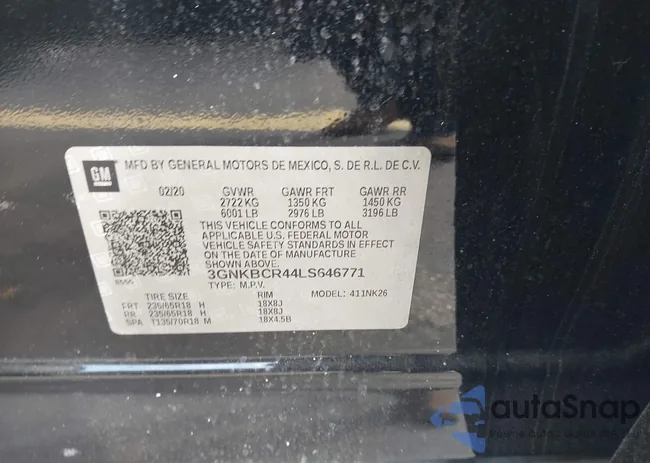 GM
MFD BY GENERAL MOTORS DE MEXICO, S. DE R.L. DE C.V.
02/20 GVWR GAWR FRT GAWR RR
2722 KG 1350 KG 1450 KG
6001 LB 2976 LB 3196 LB
THIS VEHICLE CONFORMS TO ALL
APPLICABLE U.S. FEDERAL MOTOR
VEHICLE SAFETY STANDARDS IN EFFECT
ON THE DATE OF MANUFACTURE
SHOWN ABOVE.
3GNKBCR44LS646771
TYPE: M.P.V.
TIRE SIZE RIM MODEL: 411NK26
FRT 235/65R18 H 18X8J
RR 235/65R18 H 18X8J
SPA T135/70R18 M 18X4.5B
autaSnap